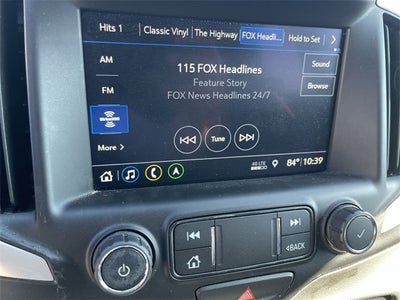 Hits 1 Classic Vinyl The Highway FOX Headli... Hold to Set
AM
115 FOX Headlines
Sound
Feature Story
FM
FOX News Headlines 24/7
Browse
Tune
More
4G LTE 84° 10:39
BACK